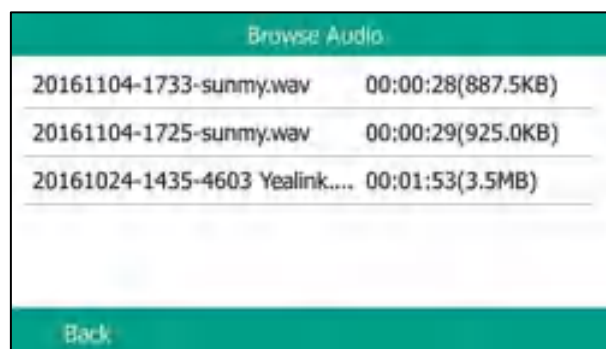 Browse Audio
20161104-1733-sunmy.wav 00:00:28(887.5KB)
20161104-1725-sunmy.wav 00:00:29(925.0KB)
20161024-1435-4603 Yealink.... 00:01:53(3.5MB)
Back